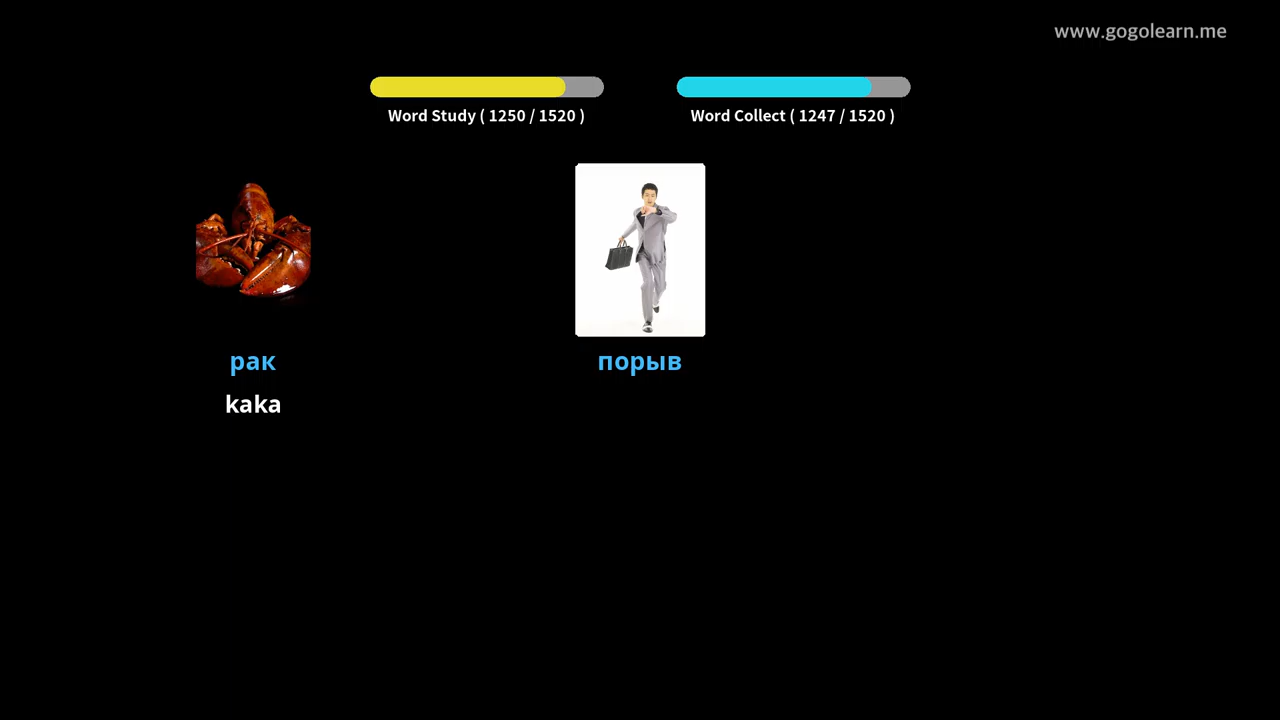 www.gogolearn.me
Word Study ( 1250 / 1520 )
Word Collect ( 1247 / 1520 )
рак
kaka
порыв